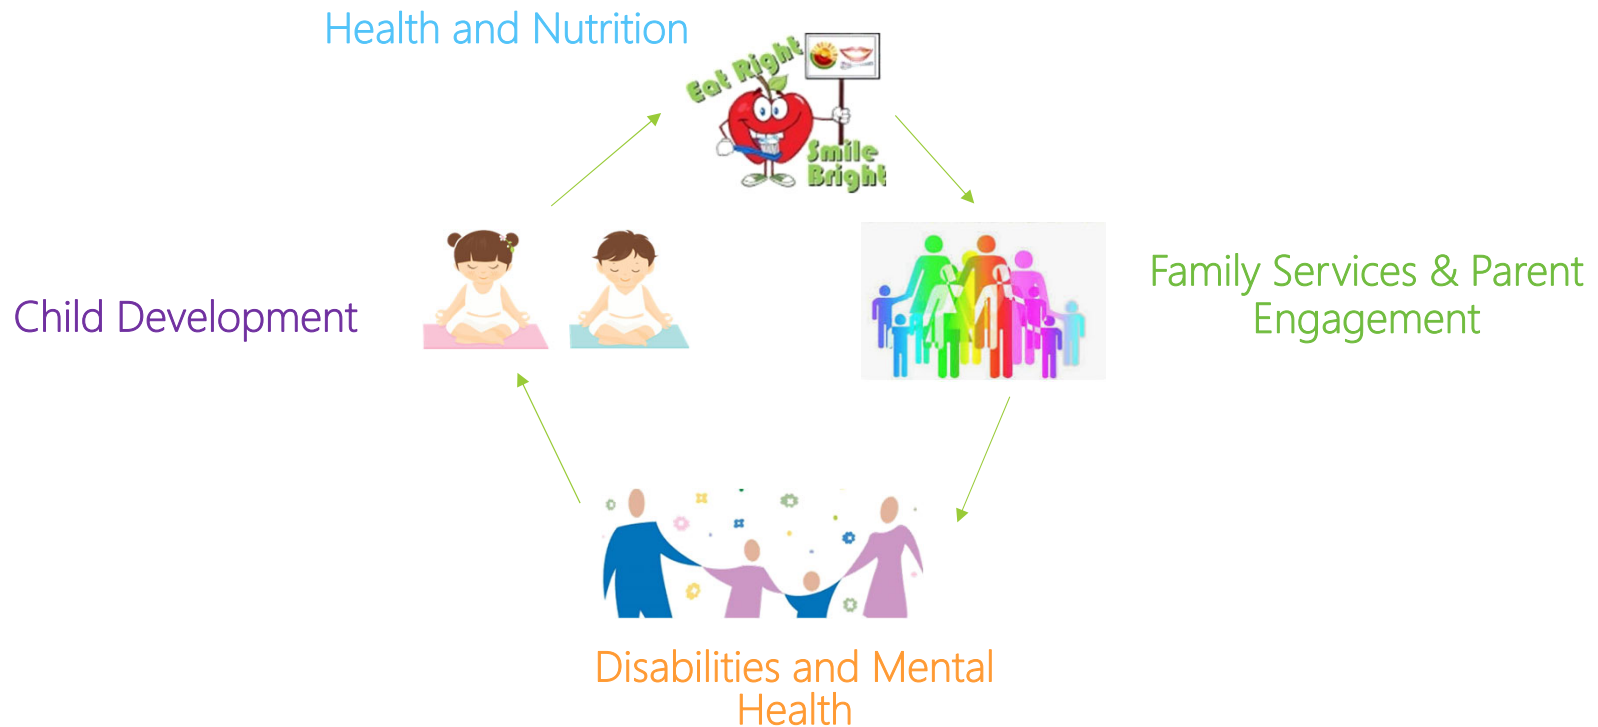 Health and Nutrition
Eat Right
Smile
Bright
Family Services & Parent
Engagement
Child Development
Disabilities and Mental
Health